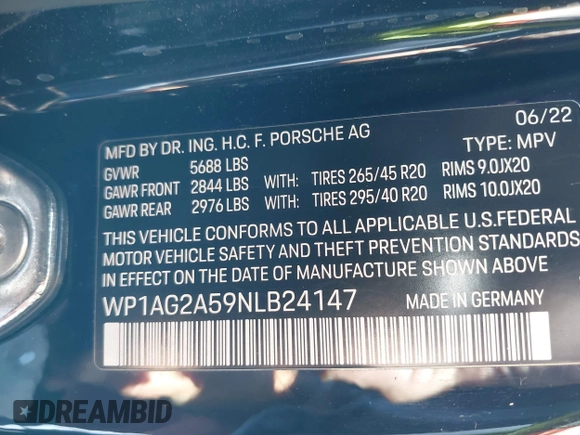 06/22
MFD BY DR. ING. H.C. F. PORSCHE AG
TYPE: MPV
GVWR 5688 LBS
GAWR FRONT 2844 LBS WITH: TIRES 265/45 R20 RIMS 9.0JX20
GAWR REAR 2976 LBS WITH: TIRES 295/40 R20 RIMS 10.0JX20
THIS VEHICLE CONFORMS TO ALL APPLICABLE U.S.FEDERAL
MOTOR VEHICLE SAFETY AND THEFT PREVENTION STANDARDS
IN EFFECT ON THE DATE OF MANUFACTURE SHOWN ABOVE
WP1AG2A59NLB24147 MADE IN GERMANY
DREAMBID